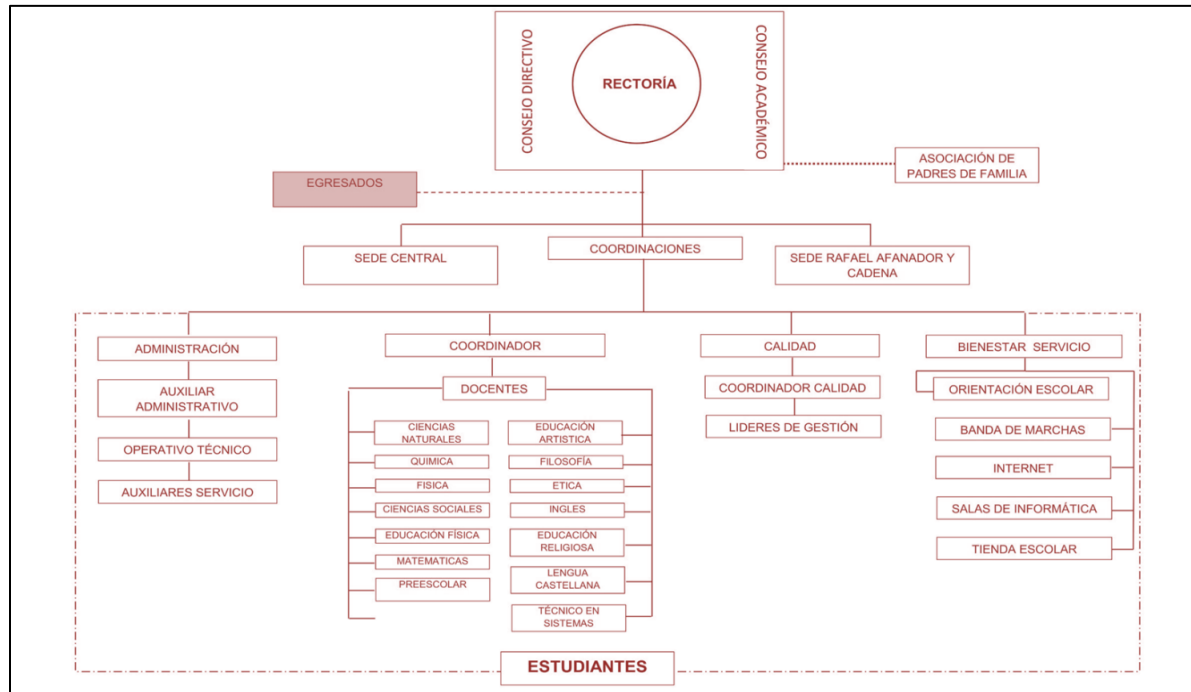 CONSEJO DIRECTIVO
RECTORÍA
CONSEJO ACADÉMICO
ASOCIACIÓN DE
PADRES DE FAMILIA
EGRESADOS
SEDE CENTRAL
COORDINACIONES
SEDE RAFAEL AFANADOR Y
CADENA
ADMINISTRACIÓN
AUXILIAR
ADMINISTRATIVO
OPERATIVO TÉCNICO
AUXILIARES SERVICIO
COORDINADOR
DOCENTES
CIENCIAS
NATURALES
QUIMICA
FISICA
CIENCIAS SOCIALES
EDUCACIÓN FÍSICA
MATEMATICAS
PREESCOLAR
EDUCACIÓN
ARTISTICA
FILOSOFÍA
ETICA
INGLES
EDUCACIÓN
RELIGIOSA
LENGUA
CASTELLANA
TÉCNICO EN
SISTEMAS
CALIDAD
COORDINADOR CALIDAD
LIDERES DE GESTIÓN
BIENESTAR SERVICIO
ORIENTACIÓN ESCOLAR
BANDA DE MARCHAS
INTERNET
SALAS DE INFORMÁTICA
TIENDA ESCOLAR
ESTUDIANTES